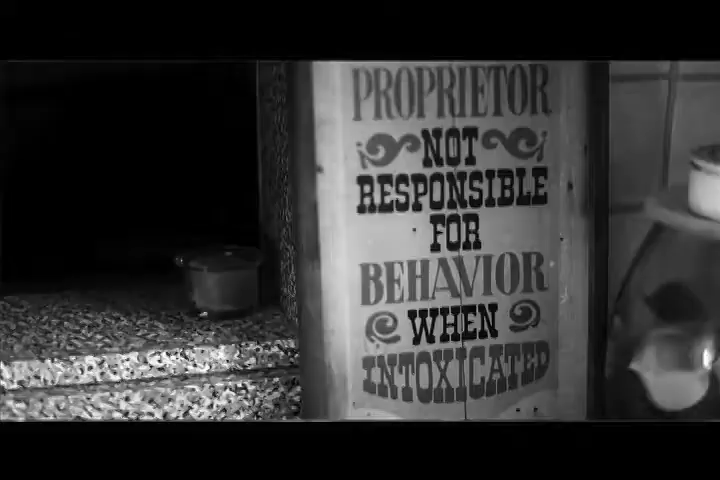 PROPRIETOR
NOT
RESPONSIBLE
FOR
BEHAVIOR
WHEN
INTOXICATED